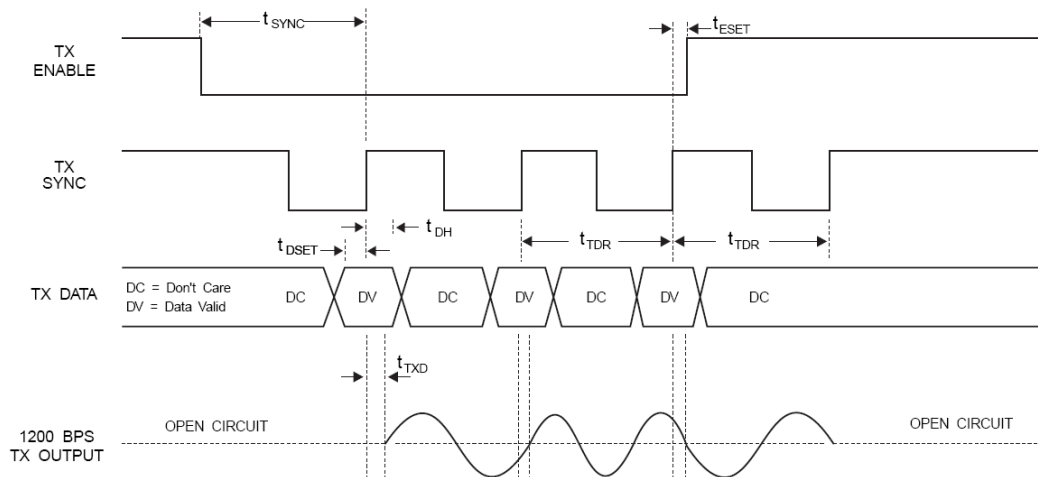 tSYNC
tESET
TX
ENABLE
TX
SYNC
tDH
tDSET
tTDR
tTDR
TX DATA
DC = Don't Care
DV = Data Valid
DC
DV
DC
DV
DC
DV
DC
tTXD
1200 BPS
TX OUTPUT
OPEN CIRCUIT
OPEN CIRCUIT